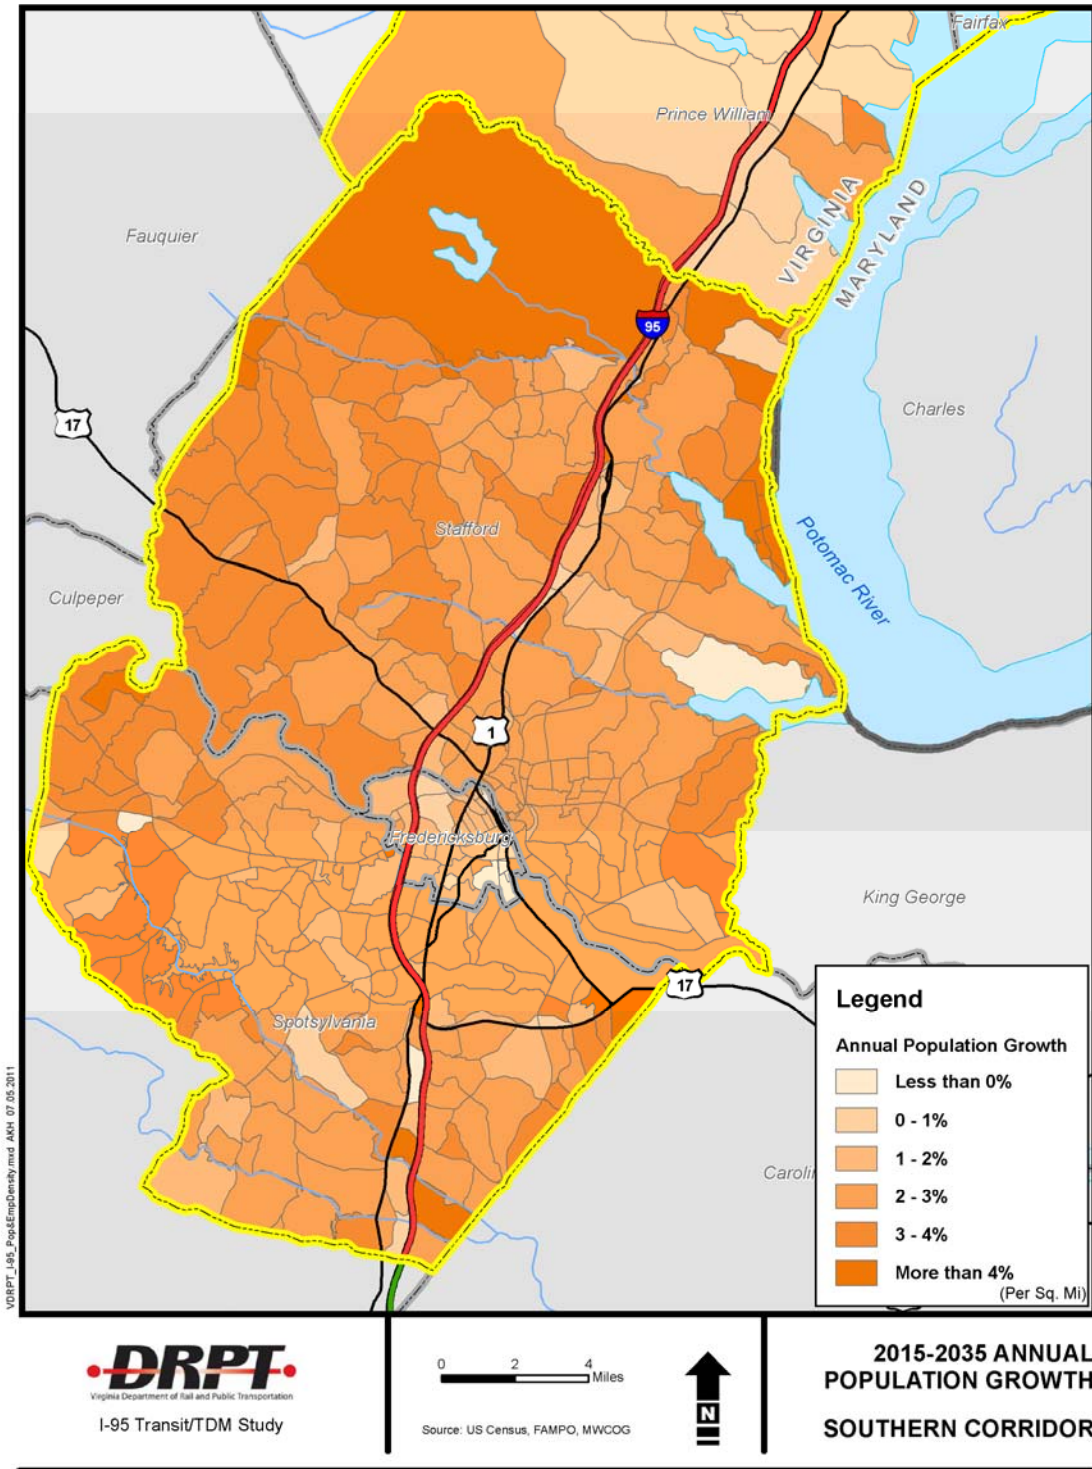 Fairfax
Prince William
VIRGINIA
MARYLAND
Fauquier
95
17
Charles
Stafford
Potomac River
Culpeper
1
Fredericksburg
King George
17
Spotsylvania
Carolin
Legend
Annual Population Growth
Less than 0%
0 - 1%
1 - 2%
2 - 3%
3 - 4%
More than 4%
(Per Sq. Mi)
VDRPT_I-95_Pop&EmpDensity.mxd AKH 07.05.2011
DRPT
Virginia Department of Rail and Public Transportation
I-95 Transit/TDM Study
0 2 4
Miles
Source: US Census, FAMPO, MWCOG
N
2015-2035 ANNUAL
POPULATION GROWTH
SOUTHERN CORRIDOR